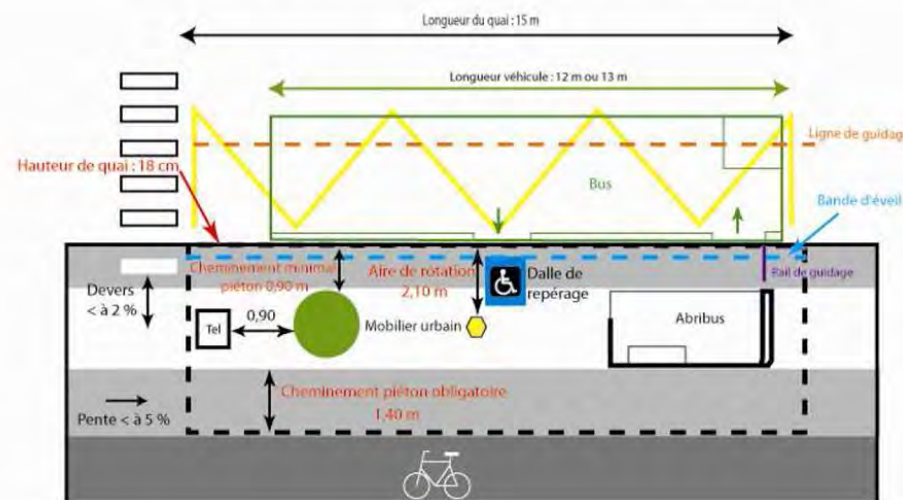 Longueur du quai : 15 m
Longueur véhicule : 12 m ou 13 m
Ligne de guidage
Hauteur de quai : 18 cm
Bus
Bande d'éveil
Cheminement minimal
piéton 0,90 m
Aire de rotation
2,10 m
Dalle de
repérage
Rail de guidage
Devers
< à 2 %
Tel
0,90
Mobilier urbain
Abribus
Cheminement piéton obligatoire
1,40 m
Pente < à 5 %